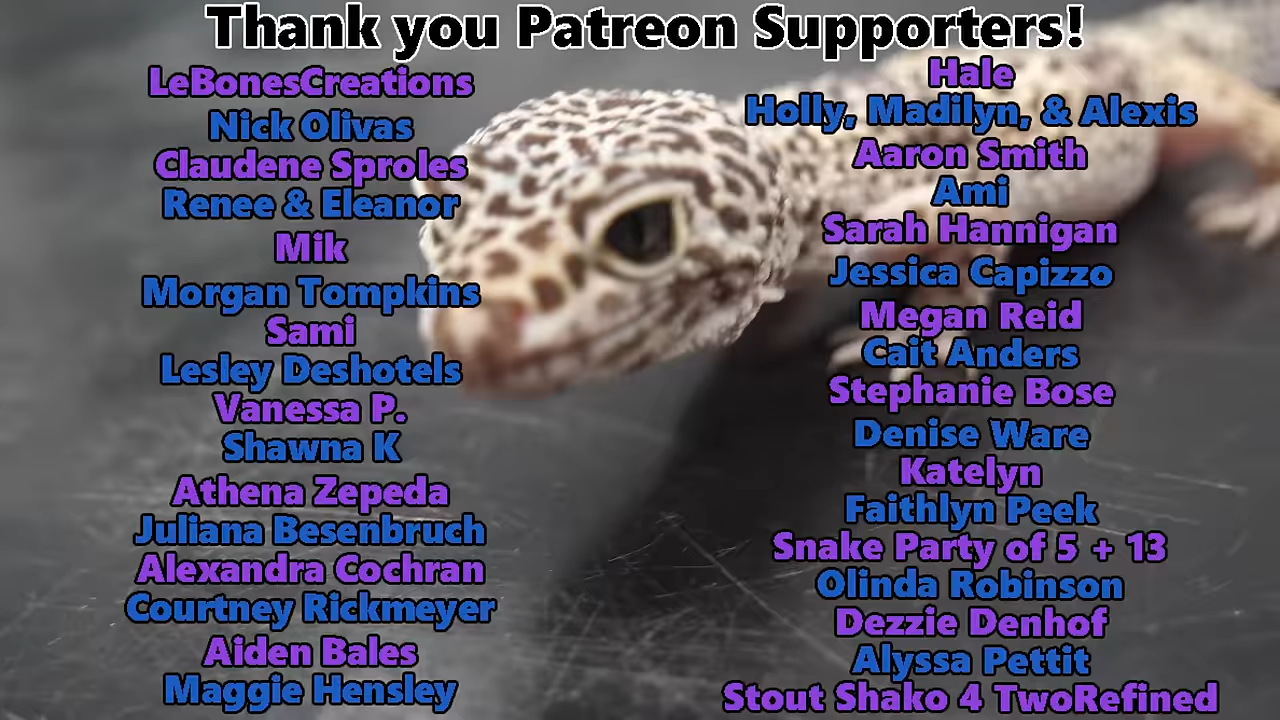 Thank you Patreon Supporters!
LeBonesCreations
Nick Olivas
Claudene Sproles
Renee & Eleanor
Mik
Morgan Tompkins
Sami
Lesley Deshotels
Vanessa P.
Shawna K
Athena Zepeda
Juliana Besenbruch
Alexandra Cochran
Courtney Rickmeyer
Aiden Bales
Maggie Hensley
Hale
Holly, Madilyn, & Alexis
Aaron Smith
Ami
Sarah Hannigan
Jessica Capizzo
Megan Reid
Cait Anders
Stephanie Bose
Denise Ware
Katelyn
Faithlyn Peek
Snake Party of 5 + 13
Olinda Robinson
Dezzie Denhof
Alyssa Pettit
Stout Shako 4 TwoRefined